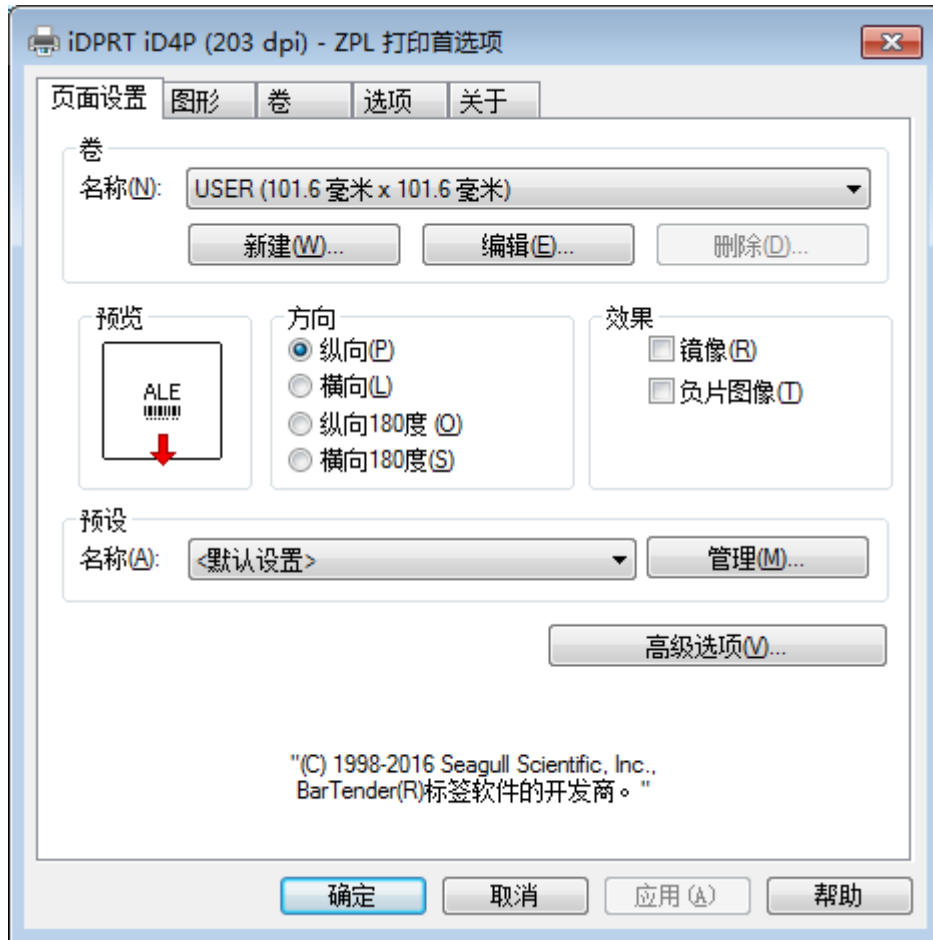 iDPRT iD4P (203 dpi) - ZPL 打印首选项
页面设置 图形 卷 选项 关于
卷
名称(N): USER (101.6 毫米 x 101.6 毫米)
新建(W)... 编辑(E)... 删除(D)...
预览 方向 效果
纵向(P) 镜像(R)
ALE 横向(L) 负片图像(T)
纵向180度 (O)
横向180度(S)
预设
名称(A): <默认设置> 管理(M)...
高级选项(V)...
"(C) 1998-2016 Seagull Scientific, Inc.,
BarTender(R)标签软件的开发商。"
确定 取消 应用 (A) 帮助